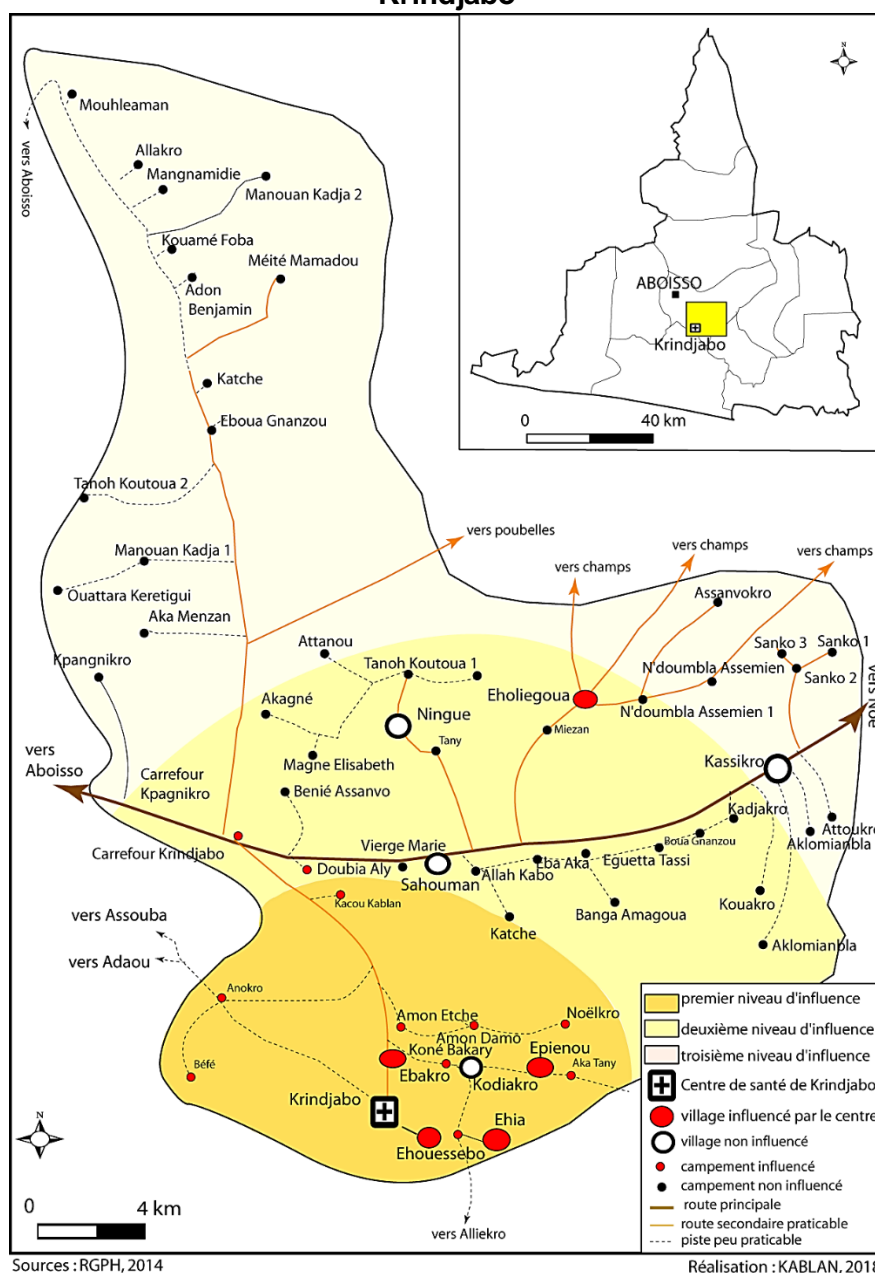 Krindjabo
N
Mouhleaman
vers Aboisso
Allakro
Mangnamidie
Manouan Kadja 2
Kouamé Foba
Méité Mamadou
Adon
Benjamin
ABOISSO
Krindjabo
0 40 km
Katche
Eboua Gnanzou
Tanoh Koutoua 2
Manouan Kadja 1
vers poubelles
vers champs
vers champs
vers champs
Ouattara Keretigui
Aka Menzan
Assanvokro
Kpangnikro
Attanou
Tanoh Koutoua 1
Sanko 3
Sanko 1
N'doumbla Assemien
Sanko 2
Eholiegoua
Akagné
Ningue
N'doumbla Assemien 1
vers Noé
Miezan
Tany
vers
Aboisso
Carrefour
Kpagnikro
Magne Elisabeth
Kassikro
Benié Assanvo
Kadjakro
Attoukro
Carrefour Krindjabo
Vierge Marie
Boua Gnanzou
Aklomianbla
Doubia Aly
Sahouman
Allah Kabo
Eba Aka
Eguetta Tassi
Kacou Kablan
Banga Amagoua
Kouakro
Katche
Aklomianbla
vers Assouba
vers Adaou
Anokro
Amon Etche
Noëlkro
Amon Damô
Koné Bakary
Epienou
Béfé
Ebakro
Kodiakro
Aka Tany
Krindjabo
Ehia
Ehouessebo
N
0 4 km
vers Alliekro
premier niveau d'influence
deuxième niveau d'influence
troisième niveau d'influence
Centre de santé de Krindjabo
village influencé par le centre
village non influencé
campement influencé
campement non influencé
route principale
route secondaire praticable
piste peu praticable
Sources : RGPH, 2014
Réalisation : KABLAN, 2018